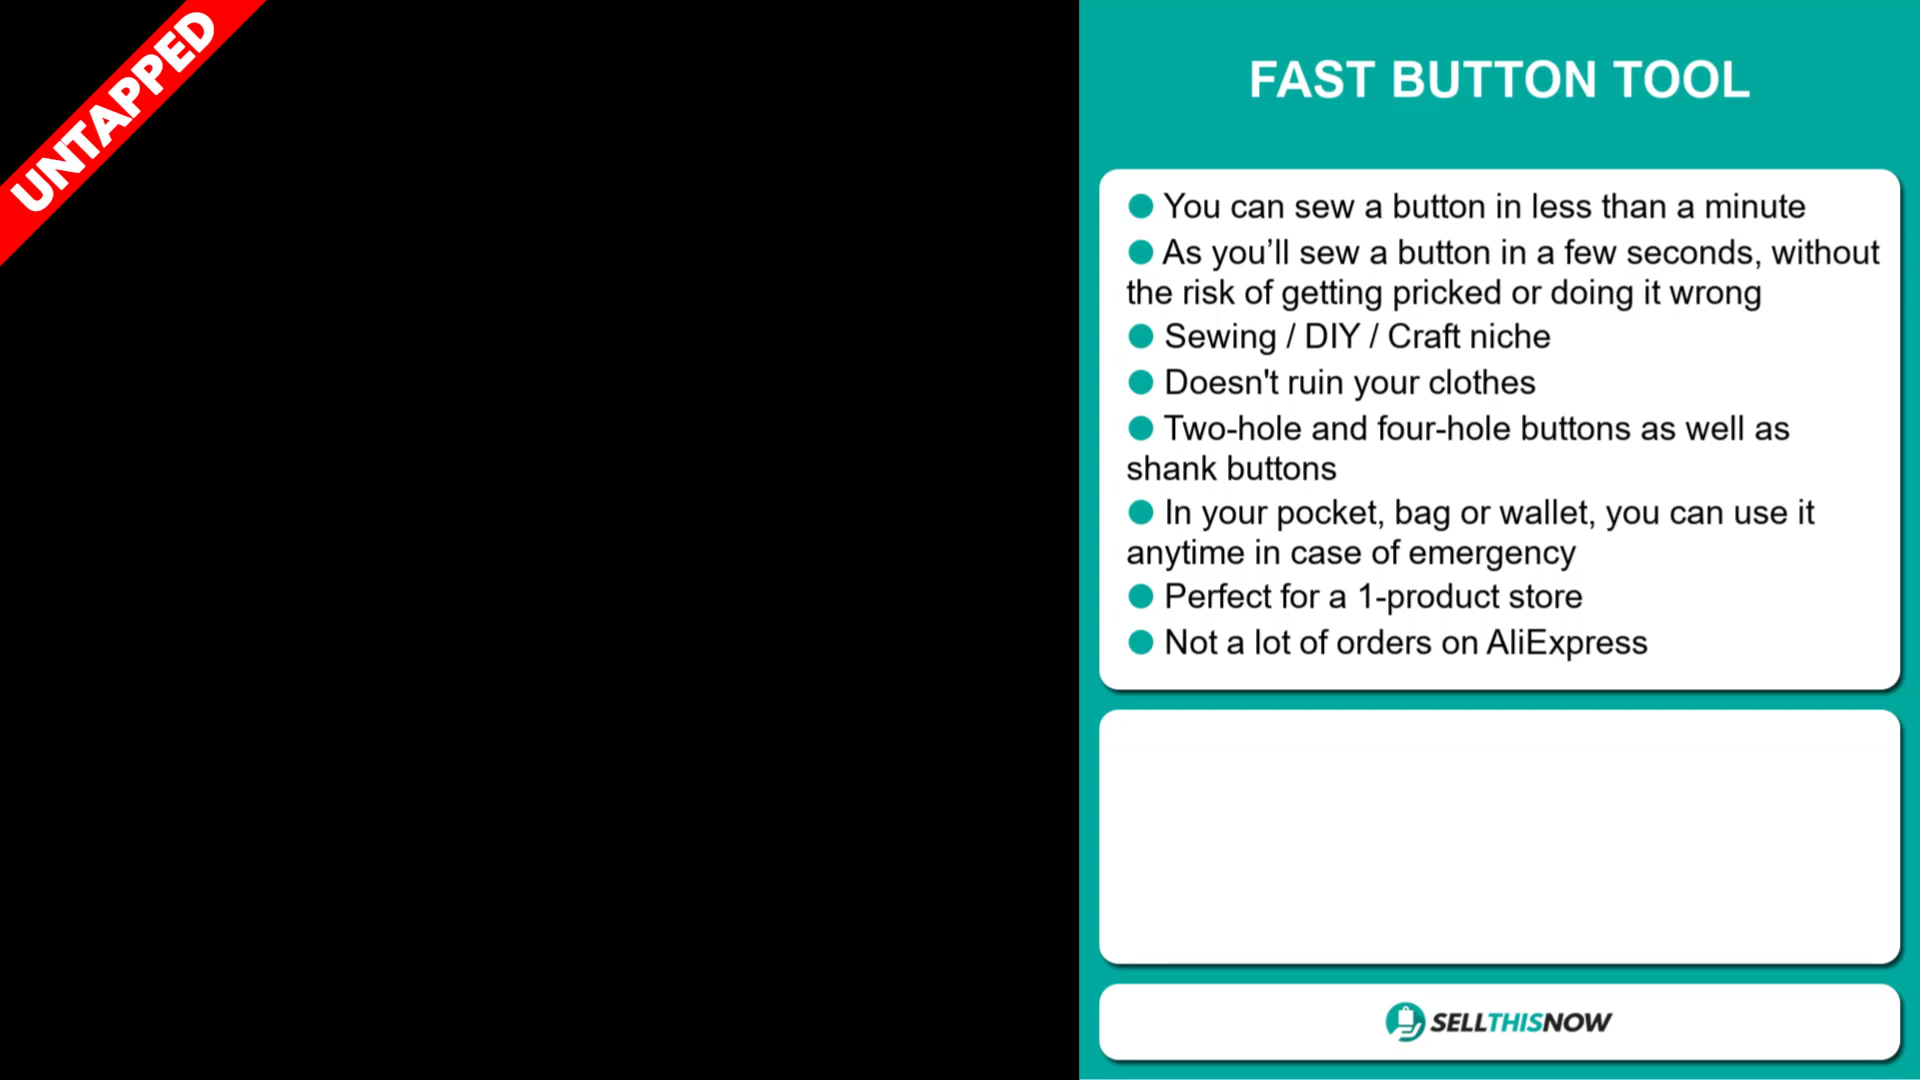 UNTAPPED
FAST BUTTON TOOL
● You can sew a button in less than a minute
● As you’ll sew a button in a few seconds, without
the risk of getting pricked or doing it wrong
● Sewing / DIY / Craft niche
● Doesn't ruin your clothes
● Two-hole and four-hole buttons as well as
shank buttons
● In your pocket, bag or wallet, you can use it
anytime in case of emergency
● Perfect for a 1-product store
● Not a lot of orders on AliExpress
SELLTHISNOW